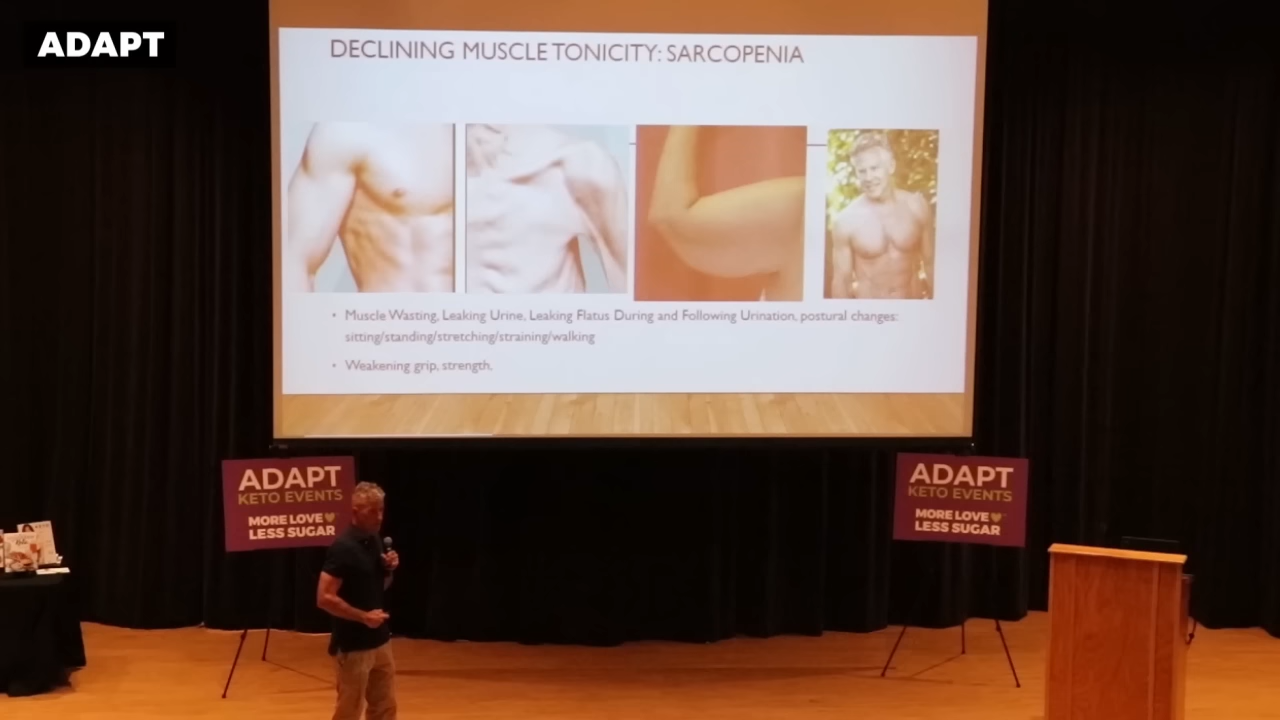 ADAPT
DECLINING MUSCLE TONICITY: SARCOPENIA
• Muscle Wasting, Leaking Urine, Leaking Flatus During and Following Urination, postural changes:
sitting/standing/stretching/straining/walking
• Weakening grip, strength.
ADAPT
KETO EVENTS
MORE LOVE
LESS SUGAR
ADAPT
KETO EVENTS
MORE LOVE
LESS SUGAR